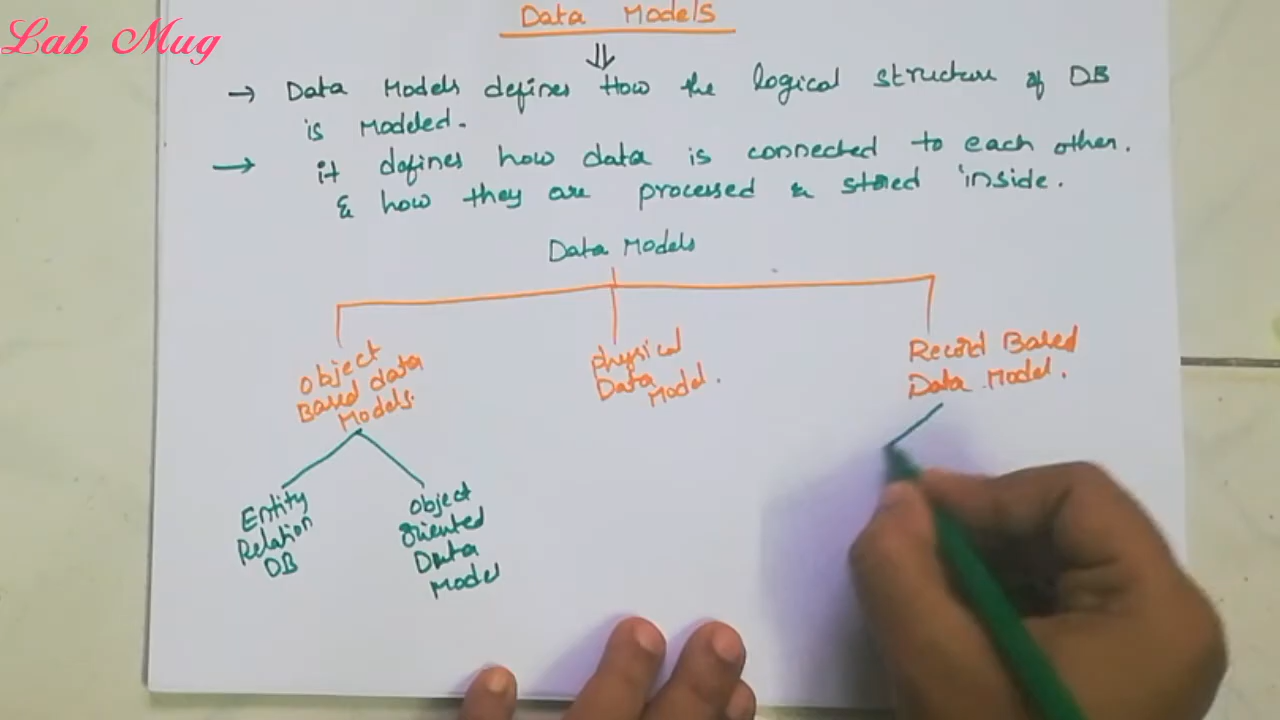 Lab Mug
Data Models
→ Data Models defines How the logical structure of DB
is Modeled.
→ it defines how data is connected to each other.
& how they are processed & stored inside.
Data Models
Object
Based data
Models.
Physical
Data
Model.
Record Based
Data Model.
Entity
Relation
DB
Object
Oriented
Data
Model